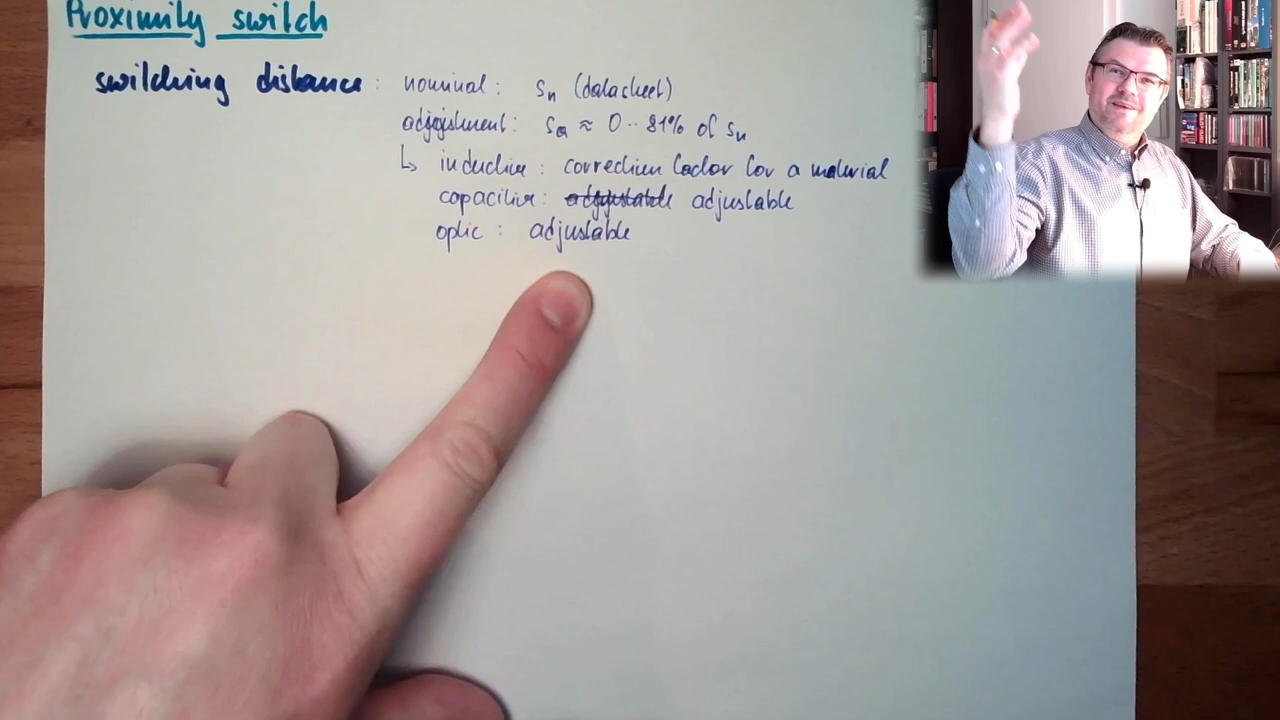 Proximity switch
switching distance : nominal : sn (datasheet)
adjustment : sa ≈ 0..81% of sn
↳ inductive : correction factor for a material
capacitive : adjustable adjustable
optic : adjustable